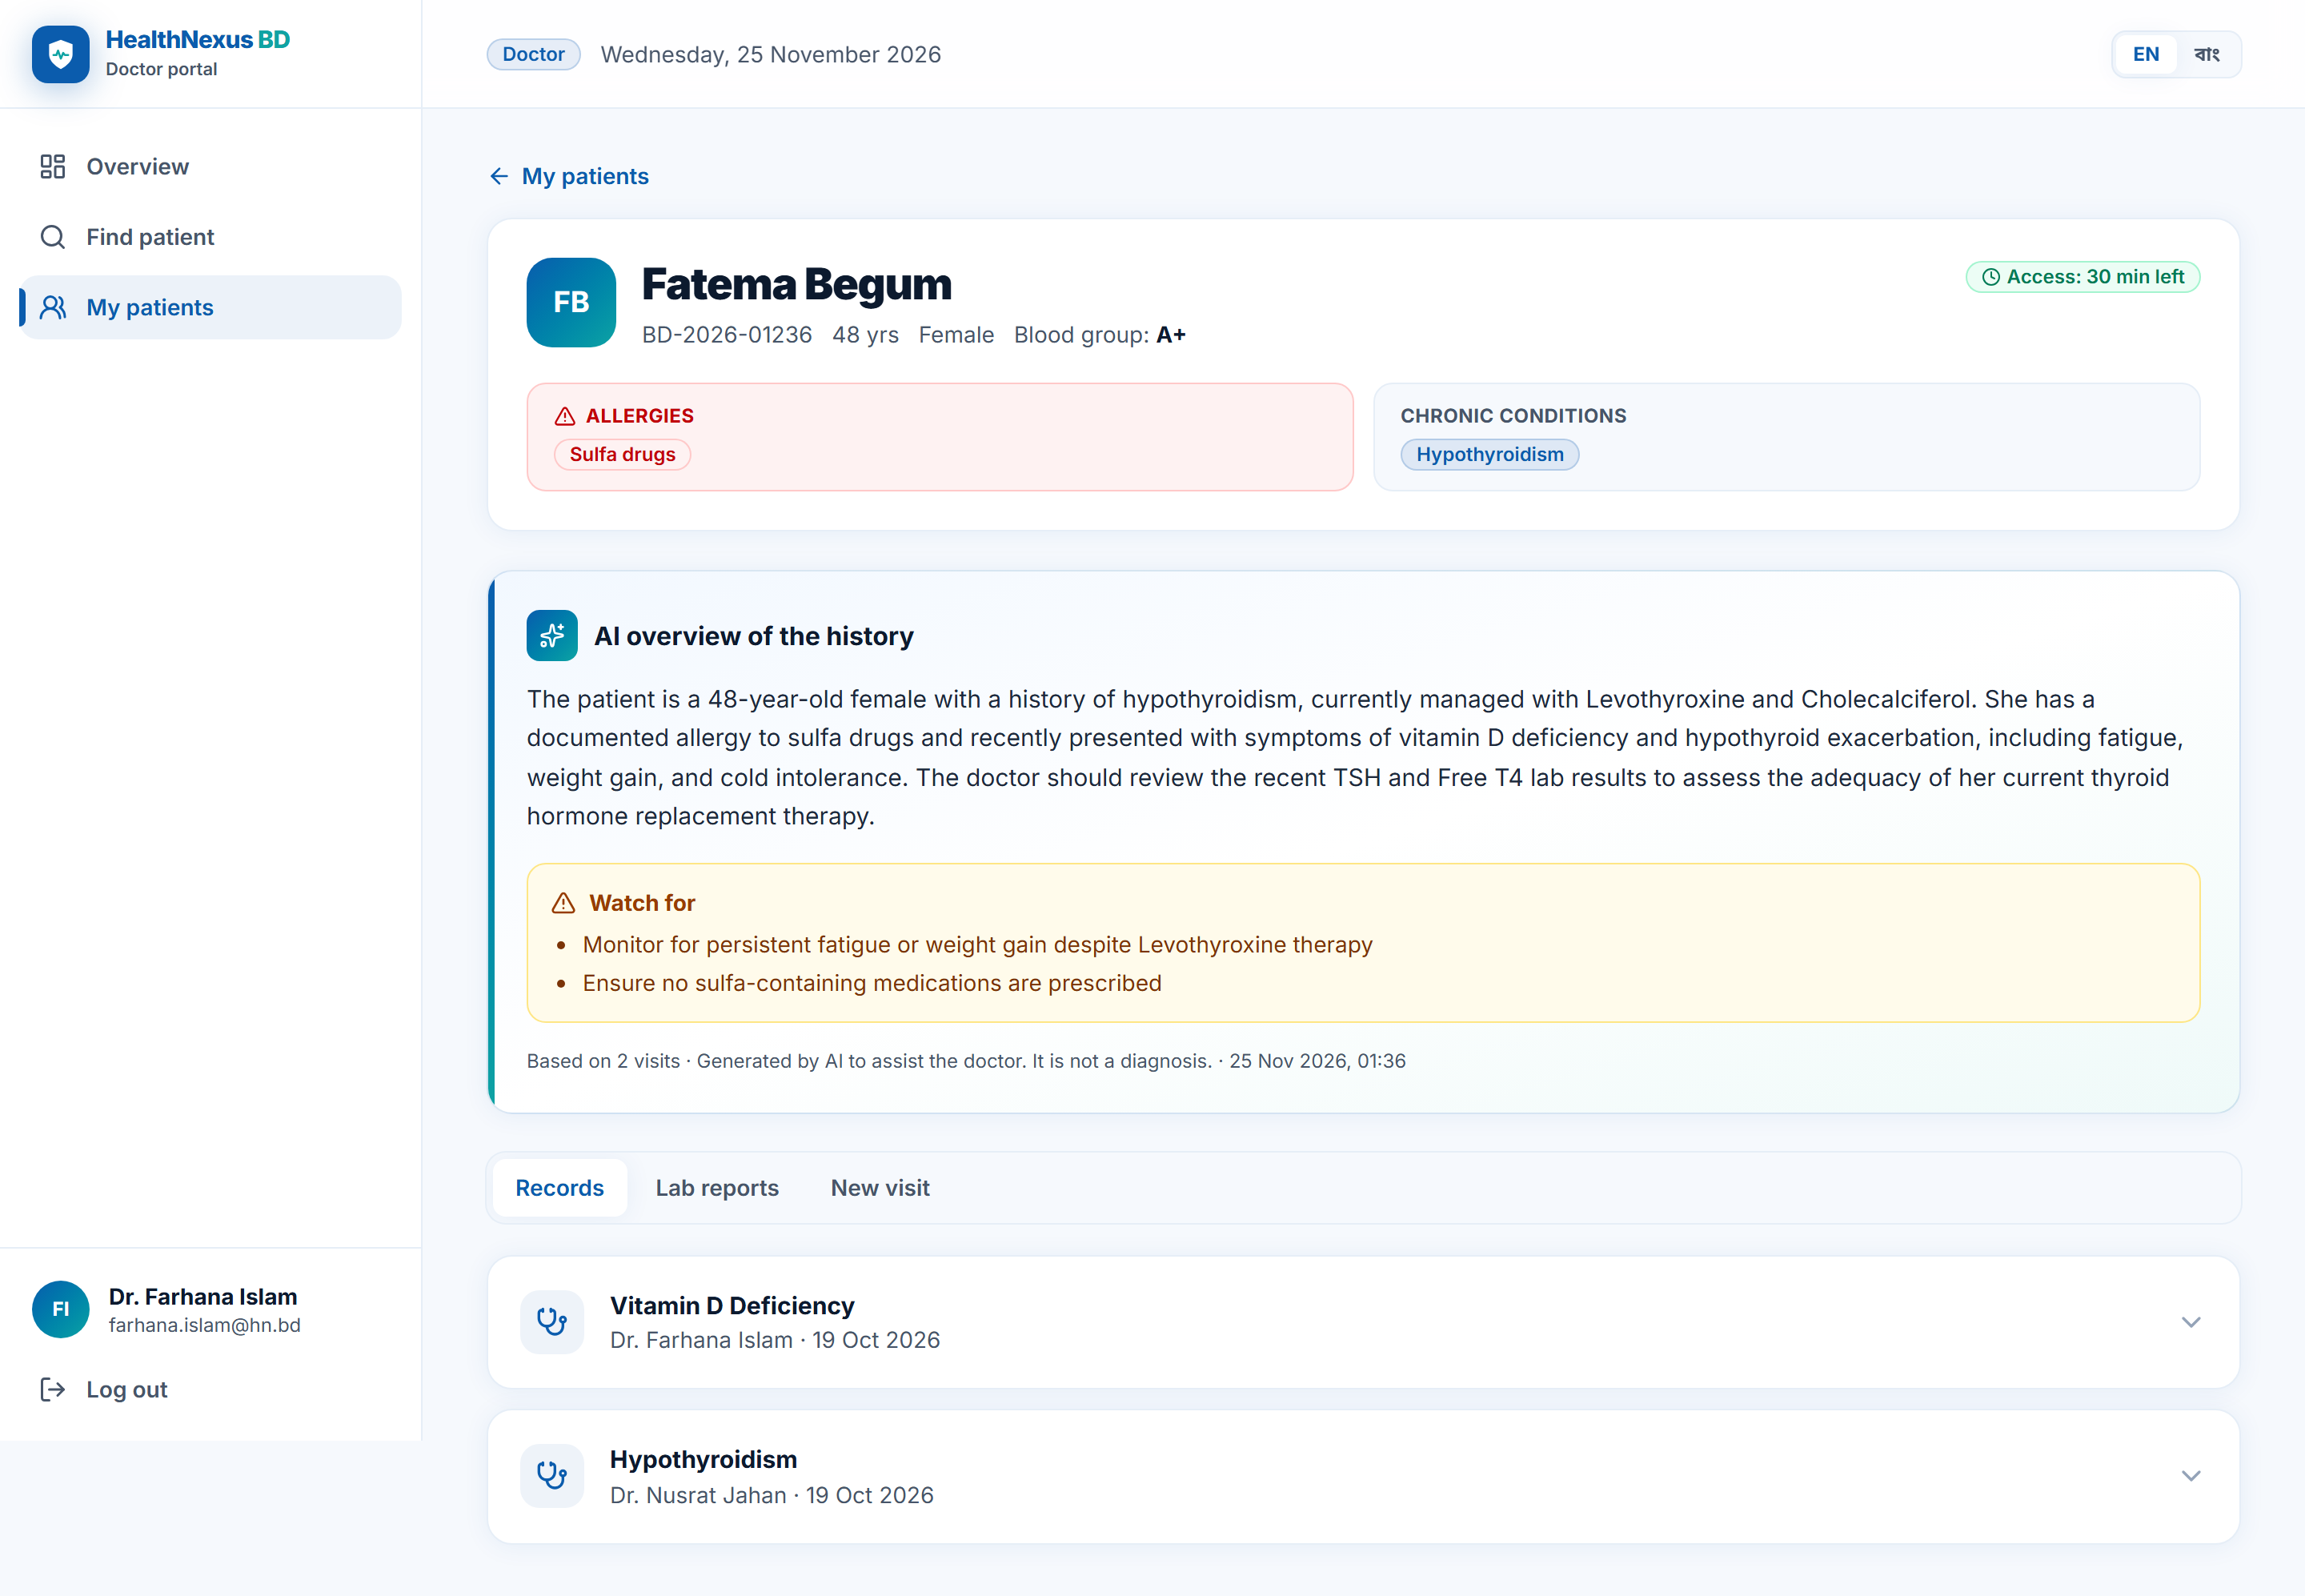 HealthNexus BD
Doctor portal
Doctor
Wednesday, 25 November 2026
EN
বাং
Overview
Find patient
My patients
My patients
FB
Fatema Begum
Access: 30 min left
BD-2026-01236 48 yrs Female Blood group: A+
ALLERGIES
Sulfa drugs
CHRONIC CONDITIONS
Hypothyroidism
AI overview of the history
The patient is a 48-year-old female with a history of hypothyroidism, currently managed with Levothyroxine and Cholecalciferol. She has a
documented allergy to sulfa drugs and recently presented with symptoms of vitamin D deficiency and hypothyroid exacerbation, including fatigue,
weight gain, and cold intolerance. The doctor should review the recent TSH and Free T4 lab results to assess the adequacy of her current thyroid
hormone replacement therapy.
Watch for
• Monitor for persistent fatigue or weight gain despite Levothyroxine therapy
• Ensure no sulfa-containing medications are prescribed
Based on 2 visits · Generated by AI to assist the doctor. It is not a diagnosis. · 25 Nov 2026, 01:36
Records
Lab reports
New visit
Vitamin D Deficiency
Dr. Farhana Islam · 19 Oct 2026
Hypothyroidism
Dr. Nusrat Jahan · 19 Oct 2026
FI
Dr. Farhana Islam
farhana.islam@hn.bd
Log out